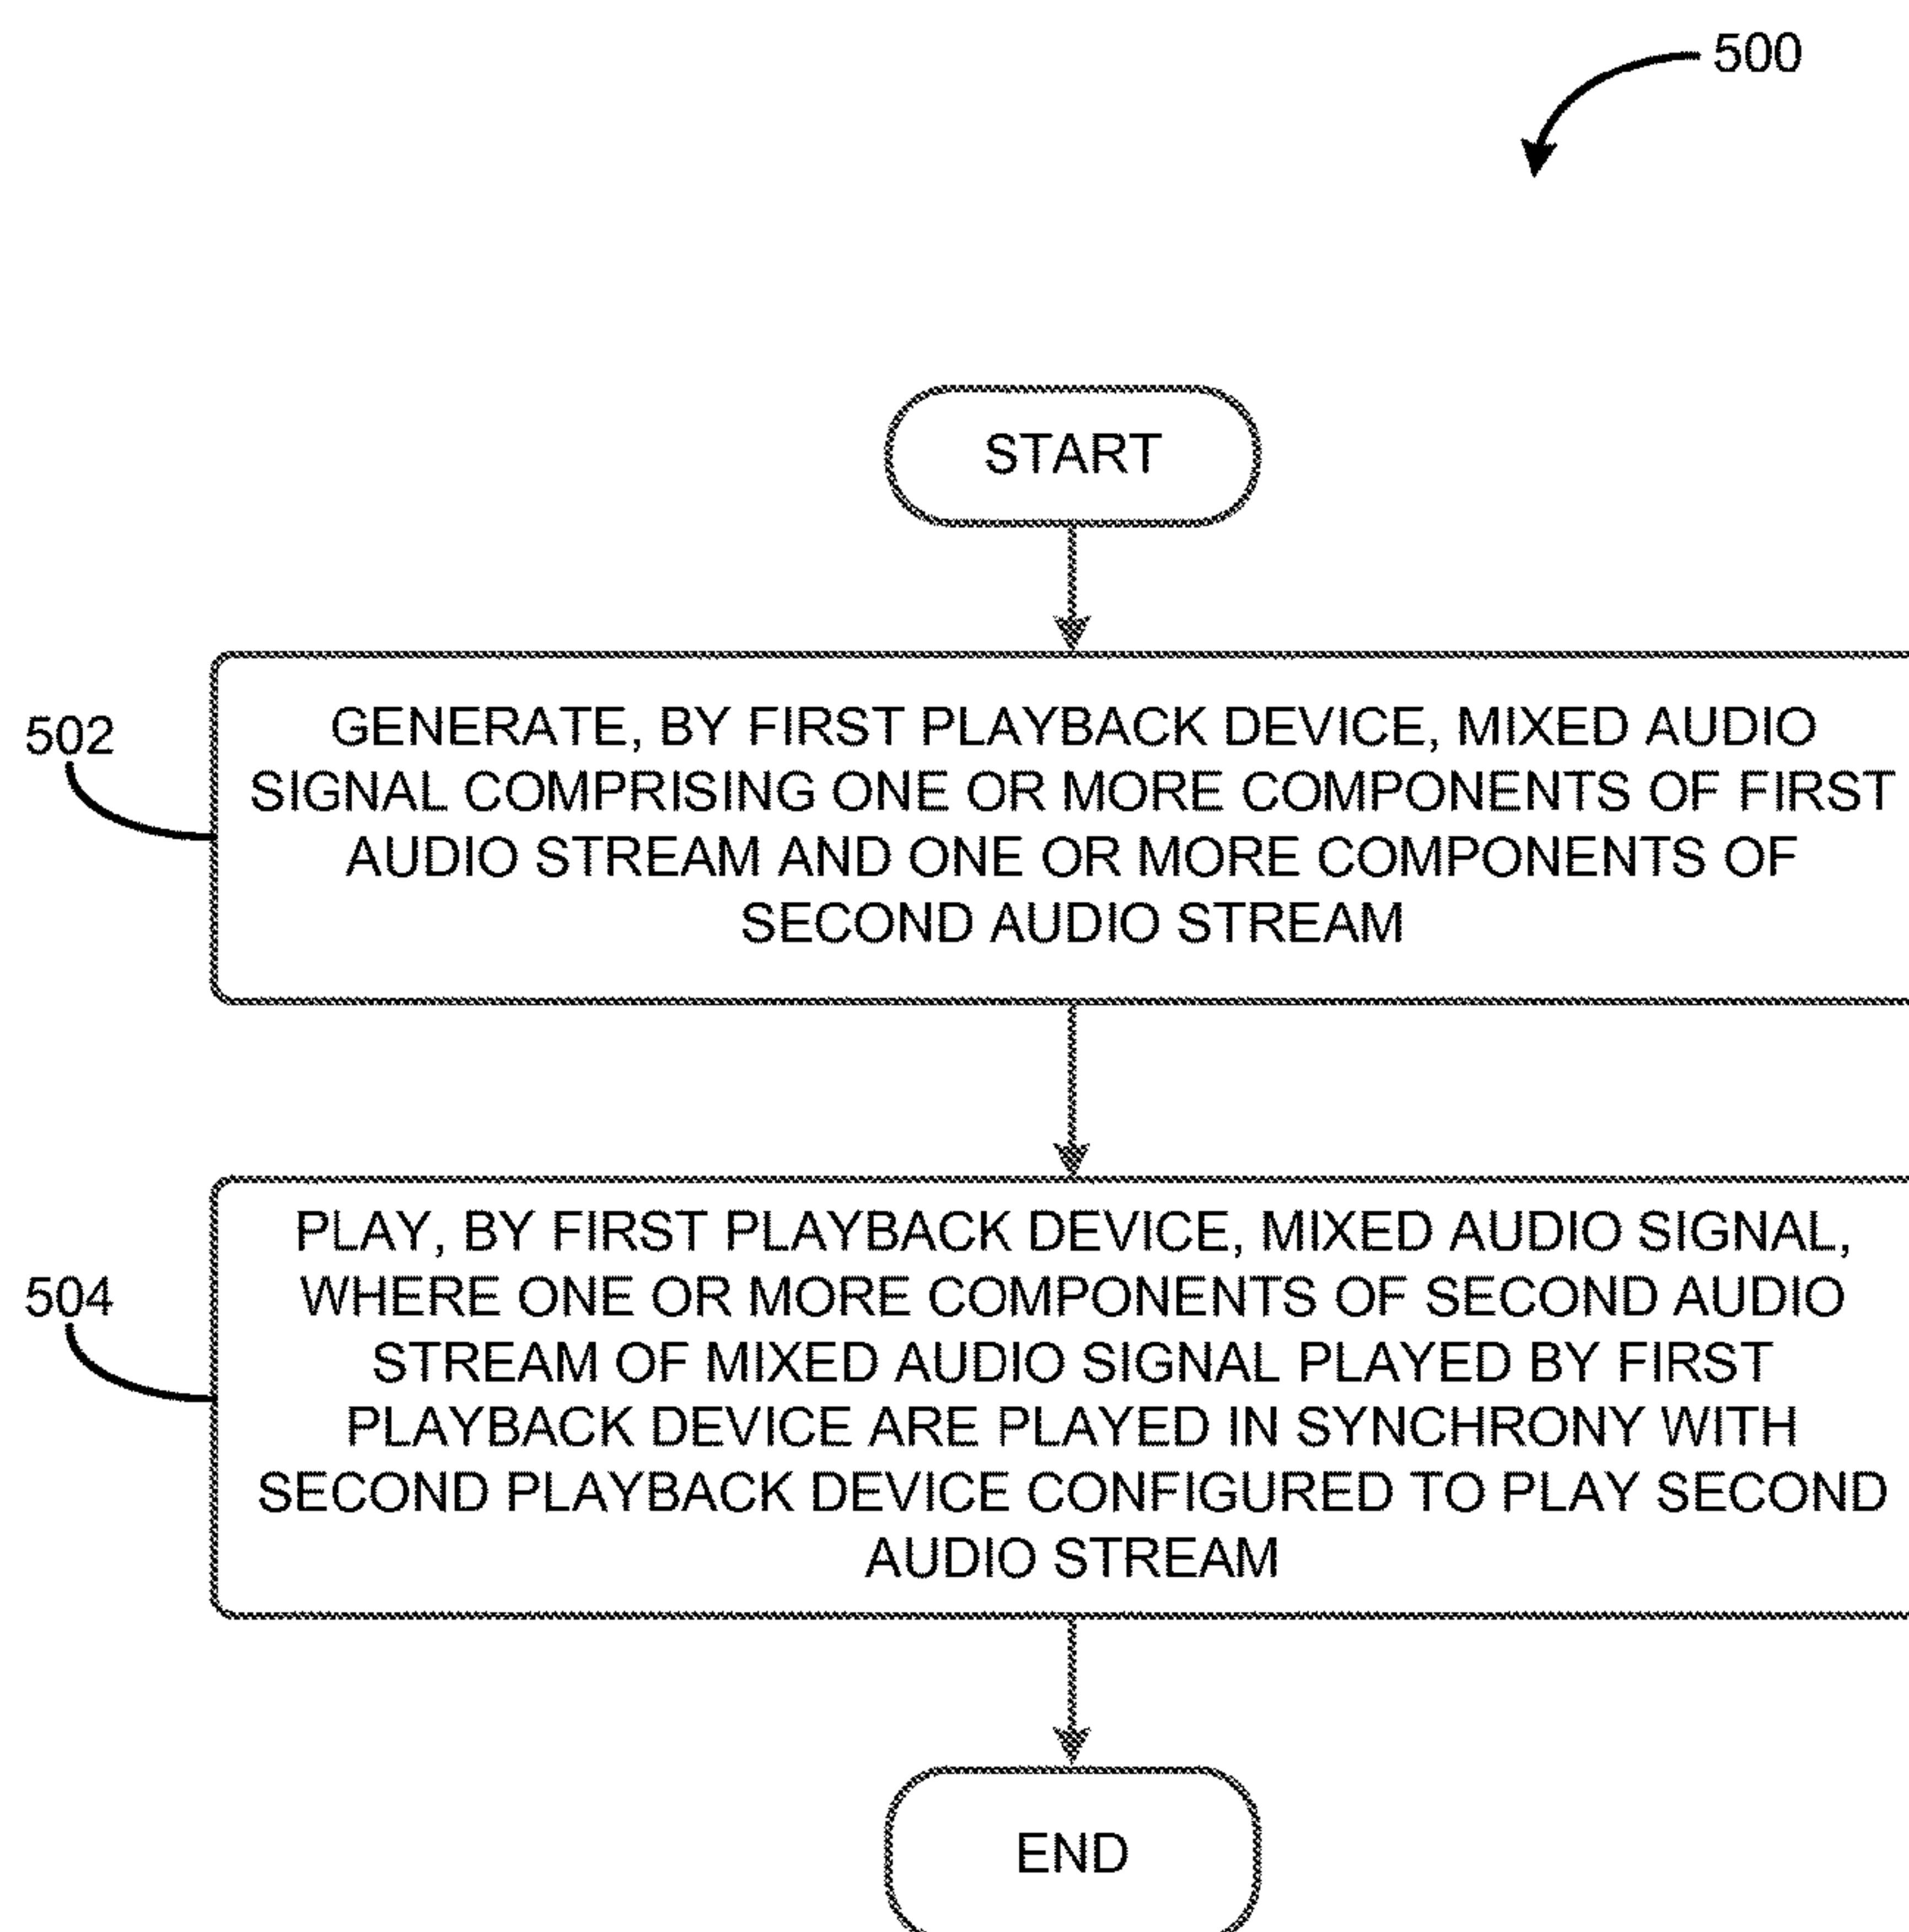 500
START
502
GENERATE, BY FIRST PLAYBACK DEVICE, MIXED AUDIO
SIGNAL COMPRISING ONE OR MORE COMPONENTS OF FIRST
AUDIO STREAM AND ONE OR MORE COMPONENTS OF
SECOND AUDIO STREAM
504
PLAY, BY FIRST PLAYBACK DEVICE, MIXED AUDIO SIGNAL,
WHERE ONE OR MORE COMPONENTS OF SECOND AUDIO
STREAM OF MIXED AUDIO SIGNAL PLAYED BY FIRST
PLAYBACK DEVICE ARE PLAYED IN SYNCHRONY WITH
SECOND PLAYBACK DEVICE CONFIGURED TO PLAY SECOND
AUDIO STREAM
END